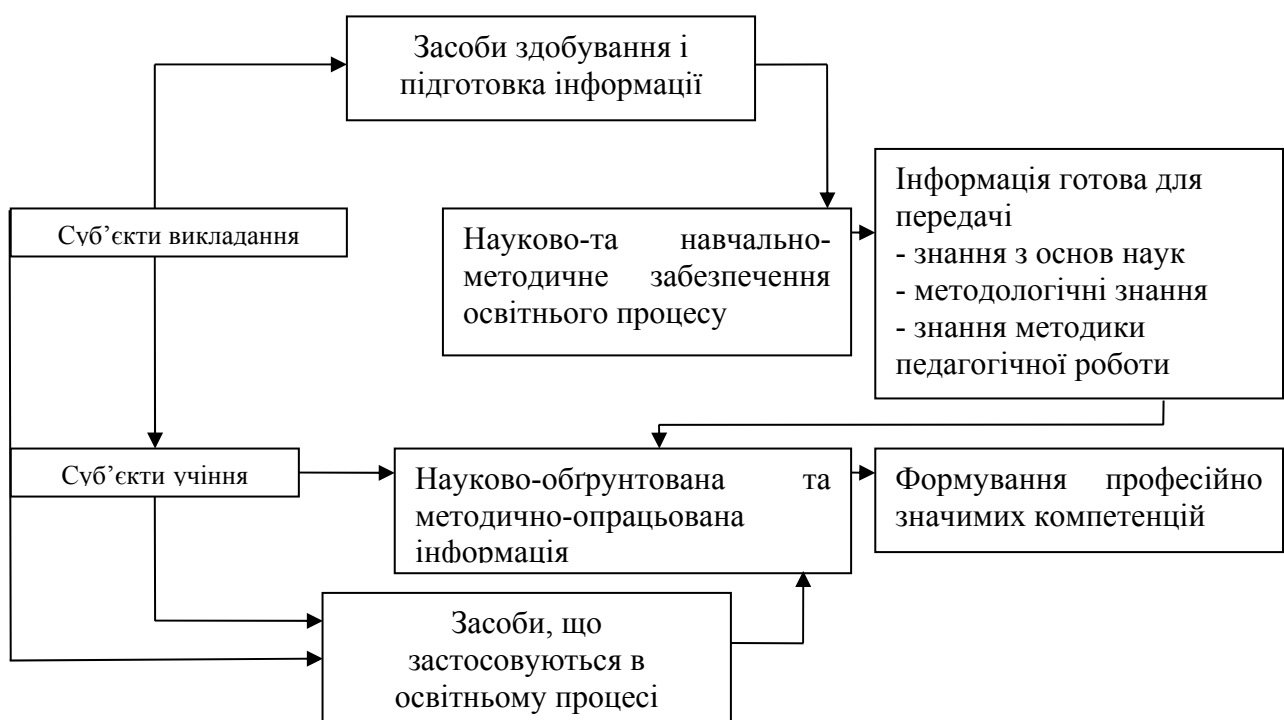 Засоби здобування і
підготовка інформації
Суб’єкти викладання
Науково-та навчально-
методичне забезпечення
освітнього процесу
Інформація готова для
передачі
- знання з основ наук
- методологічні знання
- знання методики
педагогічної роботи
Суб’єкти учіння
Науково-обґрунтована та
методично-опрацьована
інформація
Формування професійно
значимих компетенцій
Засоби, що
застосовуються в
освітньому процесі